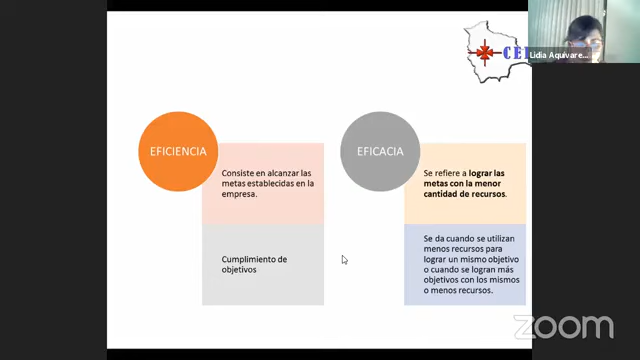 CEI
Lidia Aquivare...
EFICIENCIA
Consiste en alcanzar las
metas establecidas en la
empresa.
Cumplimiento de
objetivos
EFICACIA
Se refiere a lograr las
metas con la menor
cantidad de recursos.
Se da cuando se utilizan
menos recursos para
lograr un mismo objetivo
o cuando se logran más
objetivos con los mismos
o menos recursos.
zoom